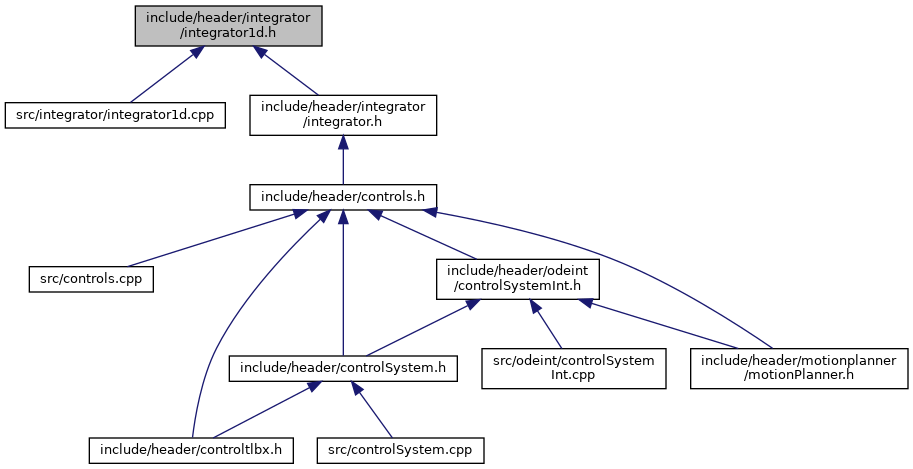 include/header/integrator
/integrator1d.h
src/integrator/integrator1d.cpp
include/header/integrator
/integrator.h
include/header/controls.h
src/controls.cpp
include/header/odeint
/controlSystemInt.h
include/header/controlSystem.h
src/odeint/controlSystem
Int.cpp
include/header/motionplanner
/motionPlanner.h
include/header/controltlbx.h
src/controlSystem.cpp